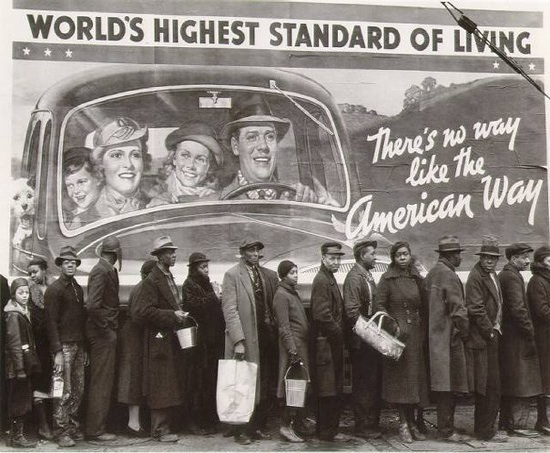 WORLD'S HIGHEST STANDARD OF LIVING
There's no way
like the
American Way